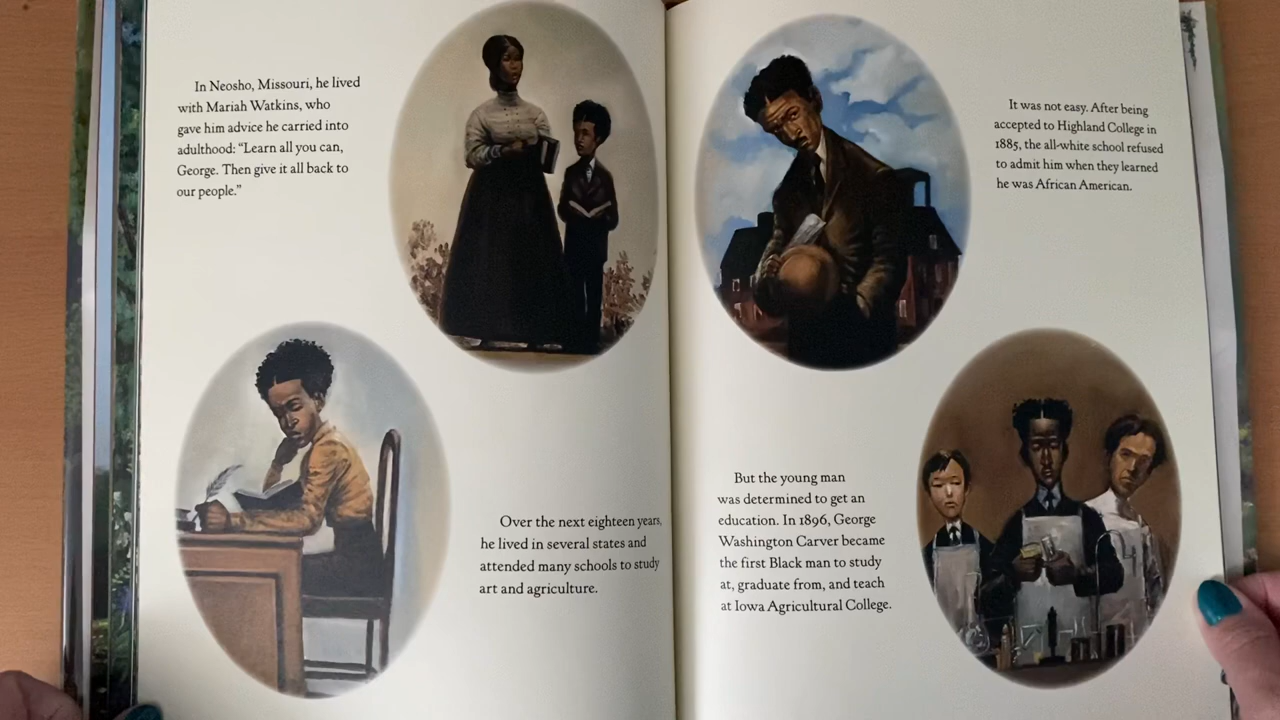 In Neosho, Missouri, he lived
with Mariah Watkins, who
gave him advice he carried into
adulthood: “Learn all you can,
George. Then give it all back to
our people.”
Over the next eighteen years,
he lived in several states and
attended many schools to study
art and agriculture.
It was not easy. After being
accepted to Highland College in
1885, the all-white school refused
to admit him when they learned
he was African American.
But the young man
was determined to get an
education. In 1896, George
Washington Carver became
the first Black man to study
at, graduate from, and teach
at Iowa Agricultural College.